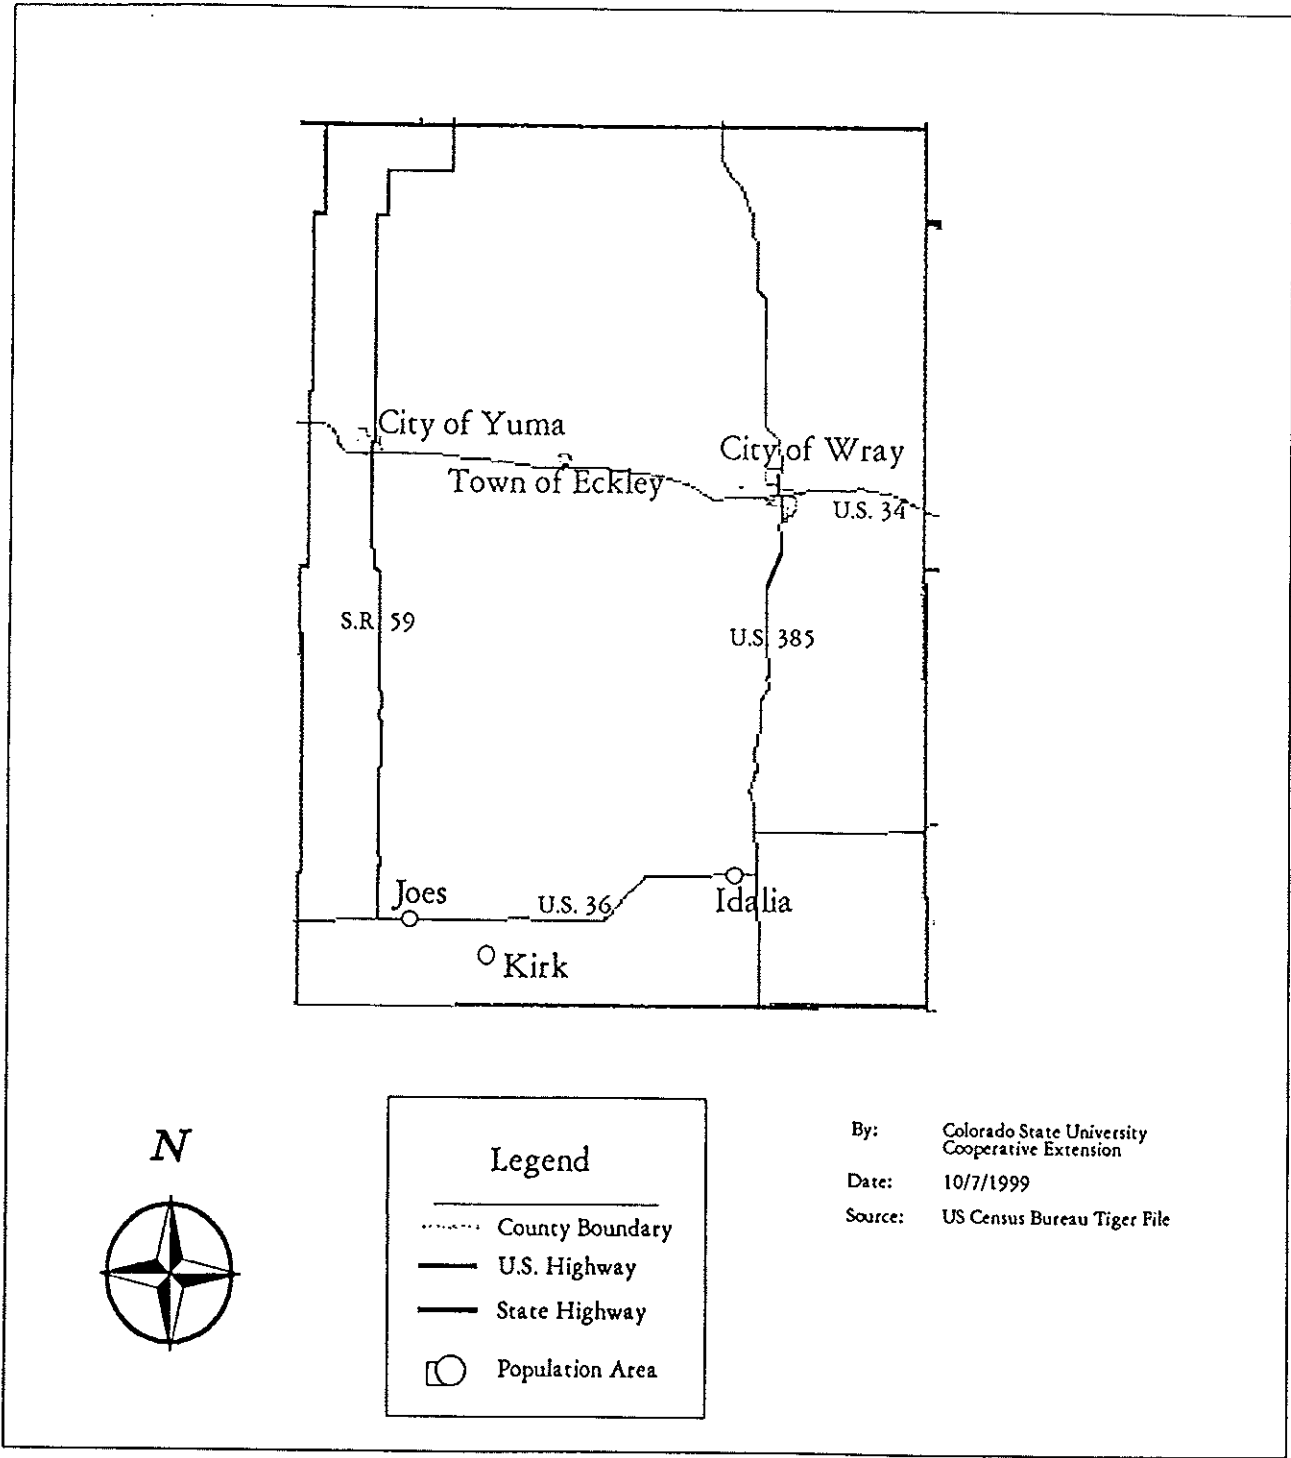 City of Yuma
City of Wray
Town of Eckley
U.S. 34
S.R 59
U.S. 385
Joes
U.S. 36
Idalia
Kirk
N
Legend
County Boundary
U.S. Highway
State Highway
Population Area
By: Colorado State University
Cooperative Extension
Date: 10/7/1999
Source: US Census Bureau Tiger File